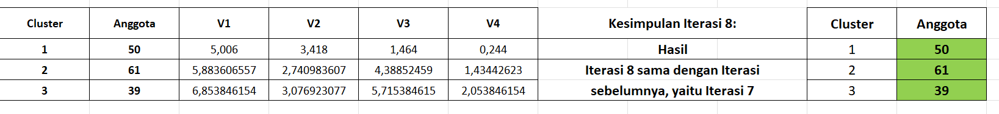 Cluster Anggota V1 V2 V3 V4 Kesimpulan Iterasi 8: Cluster Anggota
1 50 5,006 3,418 1,464 0,244 Hasil 1 50
2 61 5,883606557 2,740983607 4,38852459 1,43442623 Iterasi 8 sama dengan Iterasi 2 61
3 39 6,853846154 3,076923077 5,715384615 2,053846154 sebelumnya, yaitu Iterasi 7 3 39